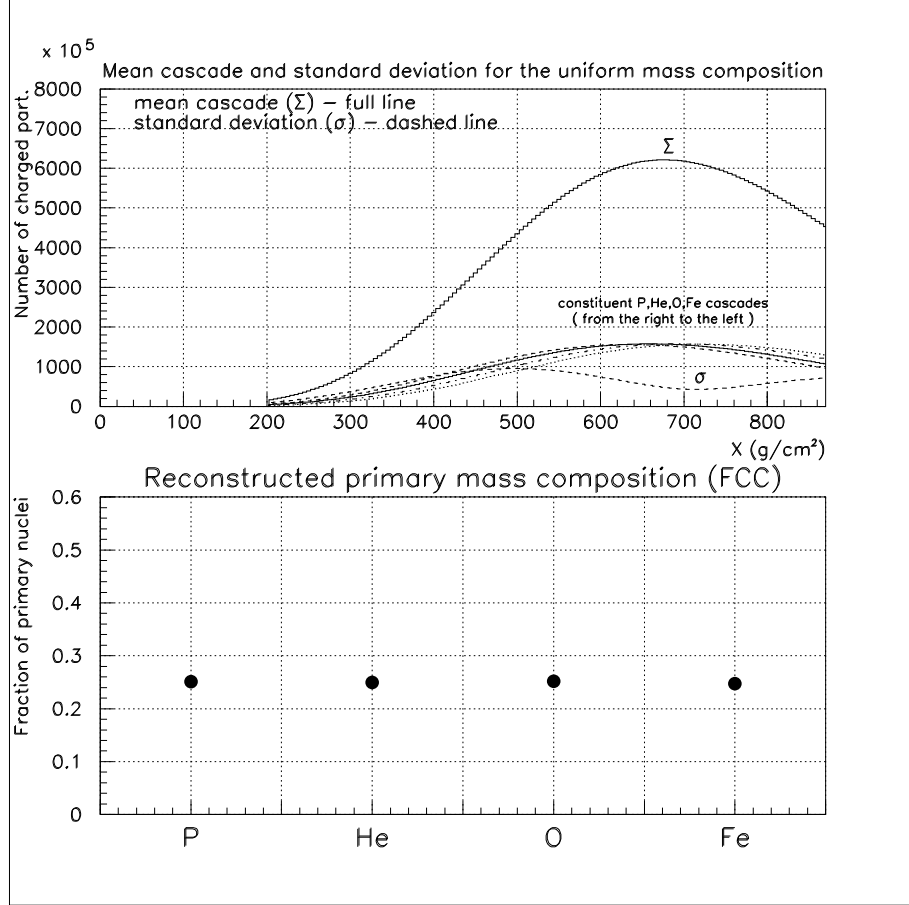 x 10⁵
Mean cascade and standard deviation for the uniform mass composition
Number of charged part.
8000
7000
6000
5000
4000
3000
2000
1000
0
mean cascade (Σ) – full line
standard deviation (σ) – dashed line
Σ
constituent P,He,O,Fe cascades
( from the right to the left )
σ
0 100 200 300 400 500 600 700 800
X (g/cm²)
Reconstructed primary mass composition (FCC)
Fraction of primary nuclei
0.6
0.5
0.4
0.3
0.2
0.1
0
P He O Fe